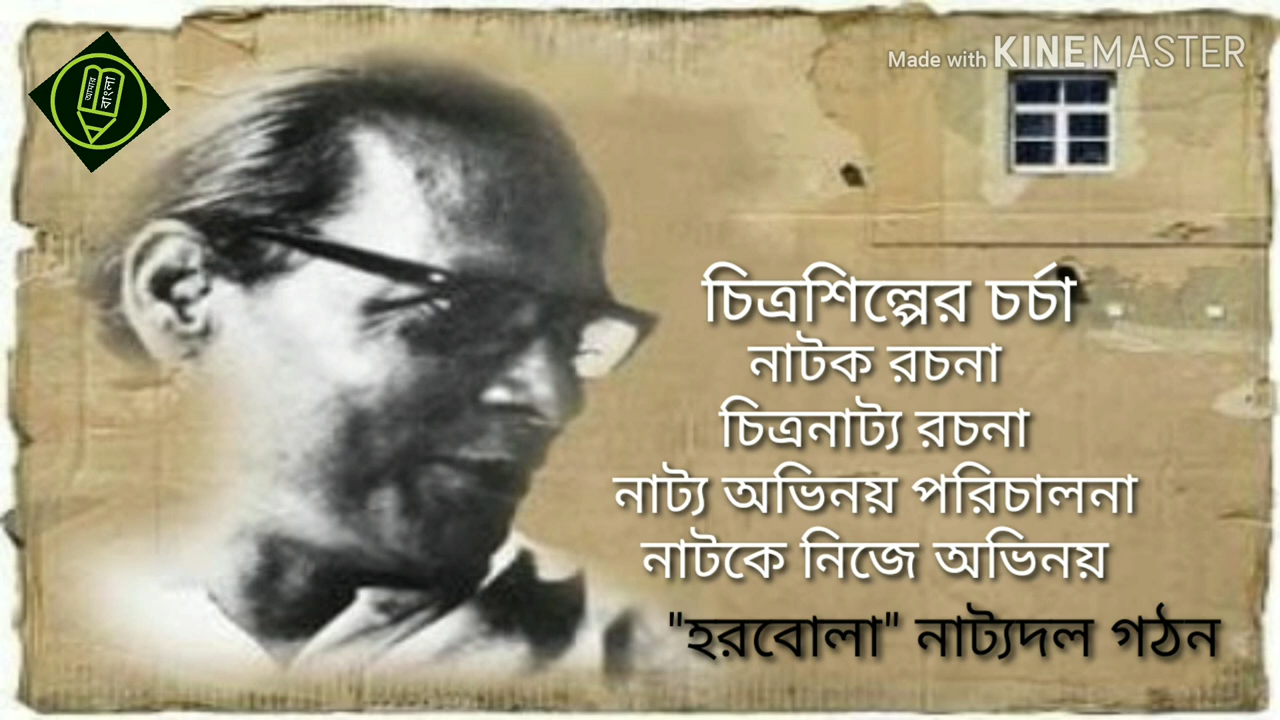 আমার
বাংলা
Made with KINEMASTER
চিত্রশিল্পের চর্চা
নাটক রচনা
চিত্রনাট্য রচনা
নাট্য অভিনয় পরিচালনা
নাটকে নিজে অভিনয়
"হরবোলা" নাট্যদল গঠন